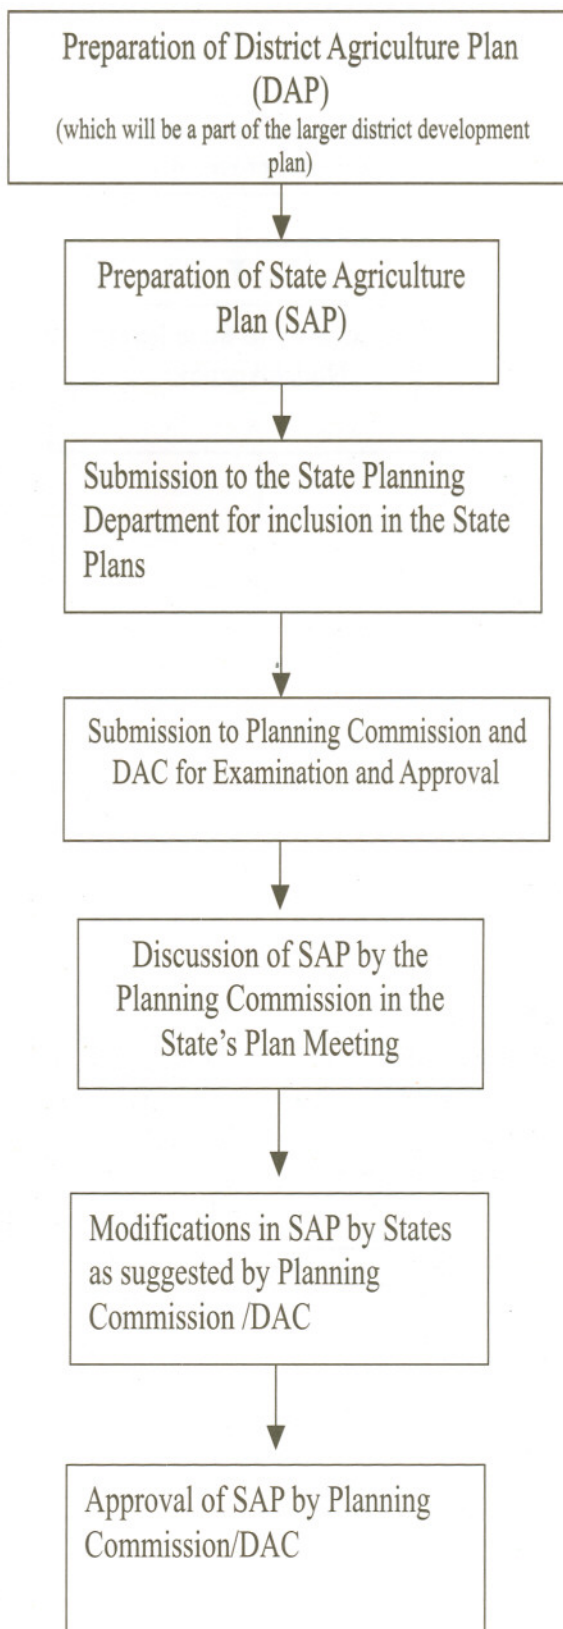 Preparation of District Agriculture Plan
(DAP)
(which will be a part of the larger district development
plan)
Preparation of State Agriculture
Plan (SAP)
Submission to the State Planning
Department for inclusion in the State
Plans
Submission to Planning Commission and
DAC for Examination and Approval
Discussion of SAP by the
Planning Commission in the
State's Plan Meeting
Modifications in SAP by States
as suggested by Planning
Commission /DAC
Approval of SAP by Planning
Commission/DAC